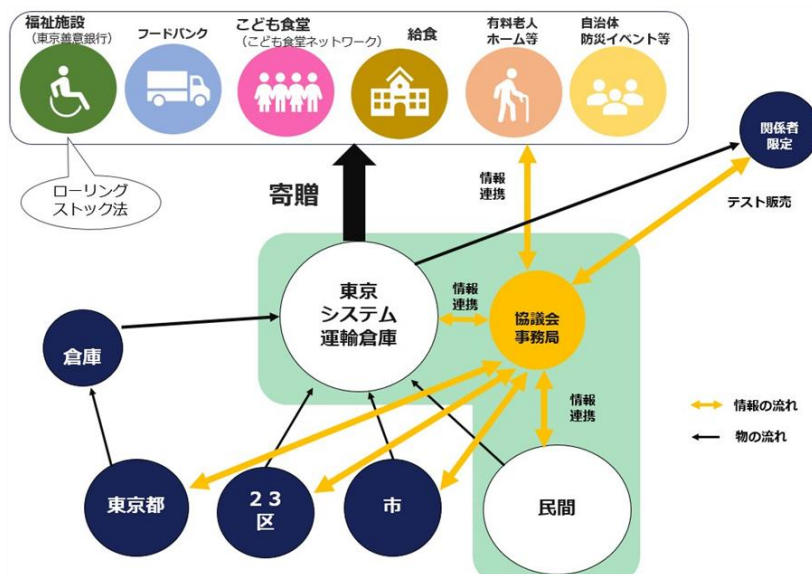 福祉施設
（東京善意銀行）
フードバンク
こども食堂
（こども食堂ネットワーク）
給食
有料老人
ホーム等
自治体
防災イベント等
関係者
限定
ローリング
ストック法
寄贈
情報
連携
テスト販売
東京
システム
運輸倉庫
情報
連携
協議会
事務局
倉庫
情報
連携
情報の流れ
物の流れ
東京都
２３
区
市
民間